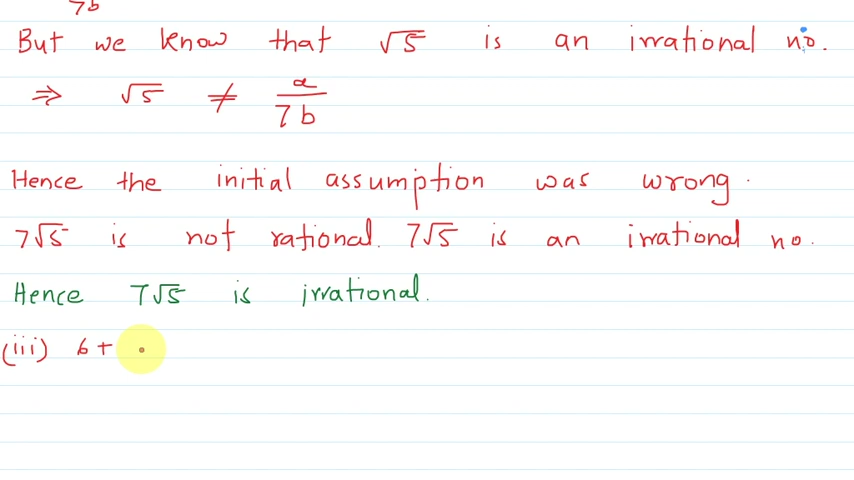 7b
But we know that √5 is an irrational no.
⇒ √5 ≠ a/7b
Hence the initial assumption was wrong.
7√5 is not rational. 7√5 is an irrational no.
Hence 7√5 is irrational.
(iii) 6+